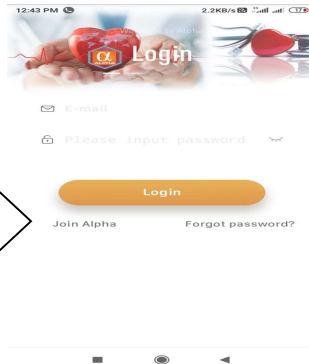 12:43 PM 2.2KB/s
Login
E-mail
Please input password
Login
Join Alpha Forgot password?